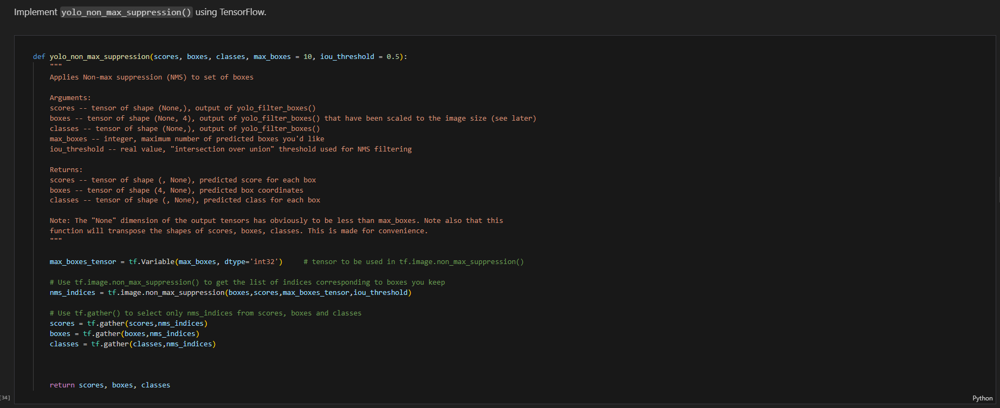 Implement yolo_non_max_suppression() using TensorFlow.
def yolo_non_max_suppression(scores, boxes, classes, max_boxes = 10, iou_threshold = 0.5):
"""
Applies Non-max suppression (NMS) to set of boxes
Arguments:
scores -- tensor of shape (None,), output of yolo_filter_boxes()
boxes -- tensor of shape (None, 4), output of yolo_filter_boxes() that have been scaled to the image size (see later)
classes -- tensor of shape (None,), output of yolo_filter_boxes()
max_boxes -- integer, maximum number of predicted boxes you'd like
iou_threshold -- real value, "intersection over union" threshold used for NMS filtering
Returns:
scores -- tensor of shape (, None), predicted score for each box
boxes -- tensor of shape (4, None), predicted box coordinates
classes -- tensor of shape (, None), predicted class for each box
Note: The "None" dimension of the output tensors has obviously to be less than max_boxes. Note also that this
function will transpose the shapes of scores, boxes, classes. This is made for convenience.
"""
max_boxes_tensor = tf.Variable(max_boxes, dtype='int32')     # tensor to be used in tf.image.non_max_suppression()
# Use tf.image.non_max_suppression() to get the list of indices corresponding to boxes you keep
nms_indices = tf.image.non_max_suppression(boxes,scores,max_boxes_tensor,iou_threshold)
# Use tf.gather() to select only nms_indices from scores, boxes and classes
scores = tf.gather(scores,nms_indices)
boxes = tf.gather(boxes,nms_indices)
classes = tf.gather(classes,nms_indices)
return scores, boxes, classes
[34]
Python